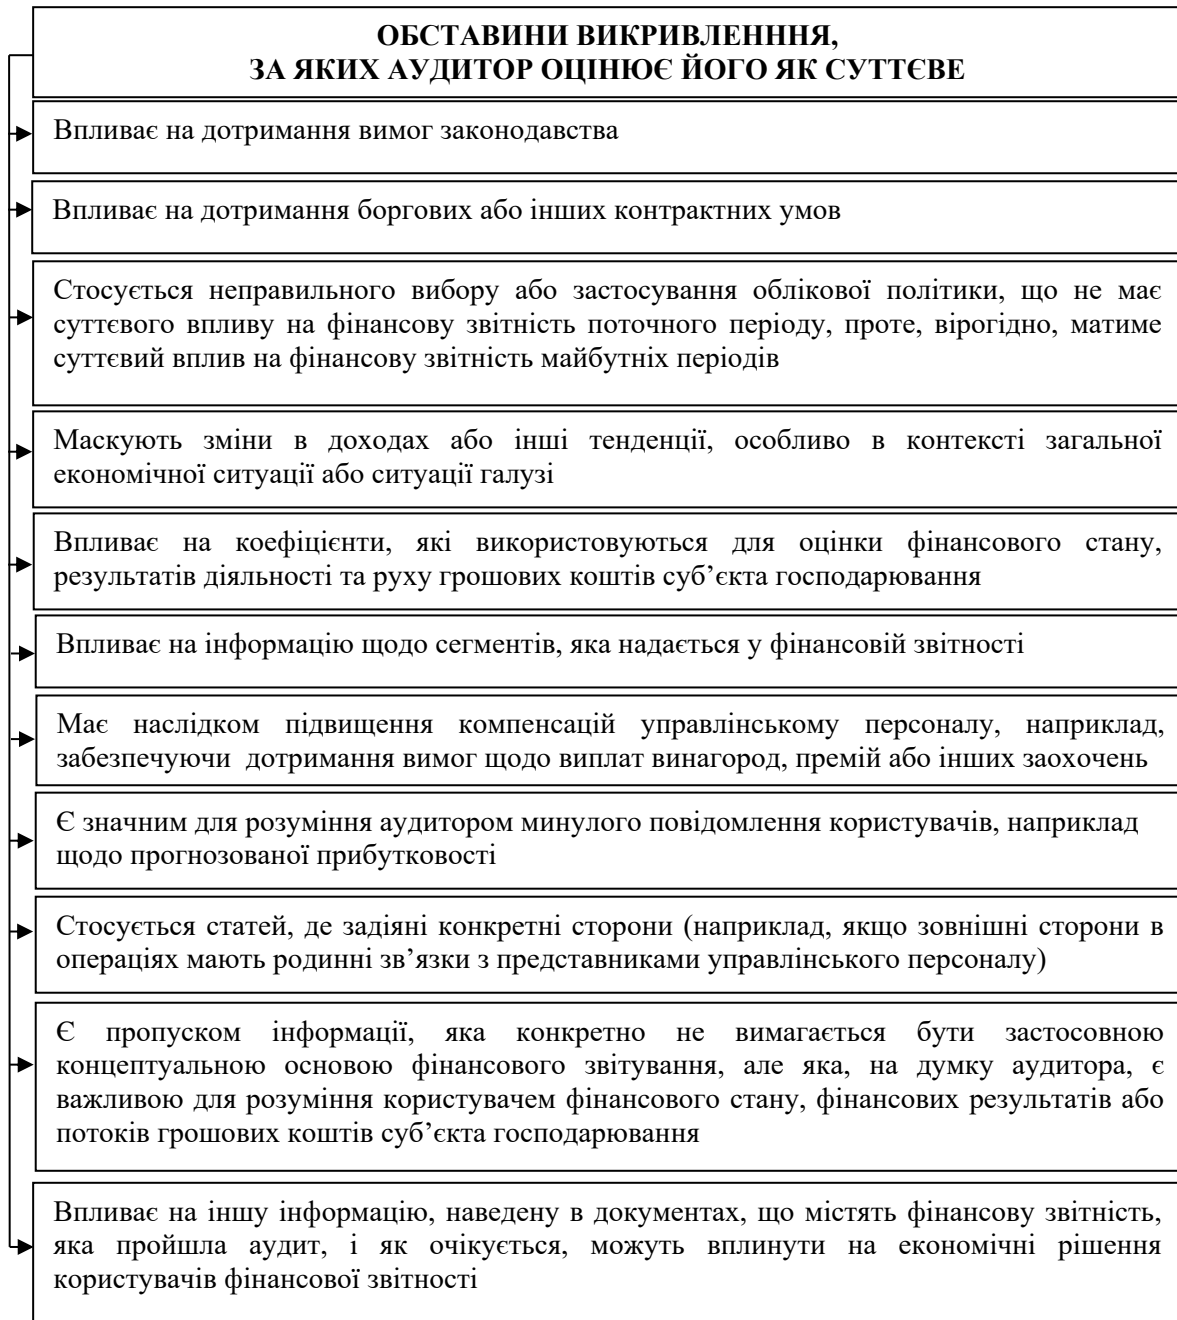 ОБСТАВИНИ ВИКРИВЛЕНННЯ,
ЗА ЯКИХ АУДИТОР ОЦІНЮЄ ЙОГО ЯК СУТТЄВЕ
Впливає на дотримання вимог законодавства
Впливає на дотримання боргових або інших контрактних умов
Стосується неправильного вибору або застосування облікової політики, що не має
суттєвого впливу на фінансову звітність поточного періоду, проте, вірогідно, матиме
суттєвий вплив на фінансову звітність майбутніх періодів
Маскують зміни в доходах або інші тенденції, особливо в контексті загальної
економічної ситуації або ситуації галузі
Впливає на коефіцієнти, які використовуються для оцінки фінансового стану,
результатів діяльності та руху грошових коштів суб’єкта господарювання
Впливає на інформацію щодо сегментів, яка надається у фінансовій звітності
Має наслідком підвищення компенсацій управлінському персоналу, наприклад,
забезпечуючи дотримання вимог щодо виплат винагород, премій або інших заохочень
Є значним для розуміння аудитором минулого повідомлення користувачів, наприклад
щодо прогнозованої прибутковості
Стосується статей, де задіяні конкретні сторони (наприклад, якщо зовнішні сторони в
операціях мають родинні зв’язки з представниками управлінського персоналу)
Є пропуском інформації, яка конкретно не вимагається бути застосовною
концептуальною основою фінансового звітування, але яка, на думку аудитора, є
важливою для розуміння користувачем фінансового стану, фінансових результатів або
потоків грошових коштів суб’єкта господарювання
Впливає на іншу інформацію, наведену в документах, що містять фінансову звітність,
яка пройшла аудит, і як очікується, можуть вплинути на економічні рішення
користувачів фінансової звітності